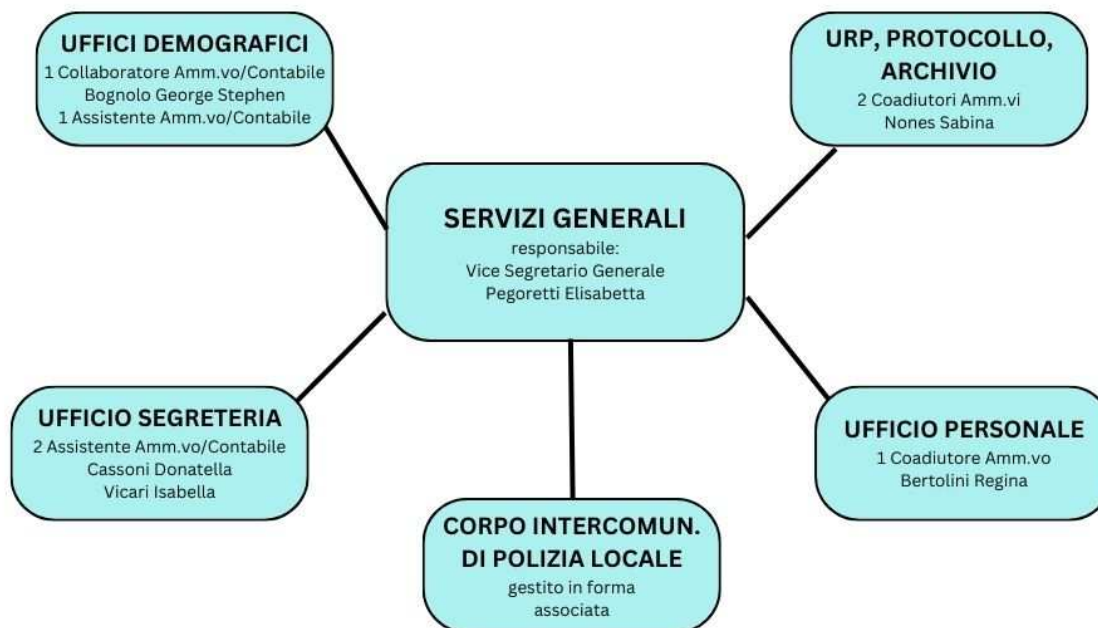 UFFICI DEMOGRAFICI
1 Collaboratore Amm.vo/Contabile
Bognolo George Stephen
1 Assistente Amm.vo/Contabile
URP, PROTOCOLLO,
ARCHIVIO
2 Coadiutori Amm.vi
Nones Sabina
SERVIZI GENERALI
responsabile:
Vice Segretario Generale
Pegoretti Elisabetta
UFFICIO SEGRETERIA
2 Assistente Amm.vo/Contabile
Cassoni Donatella
Vicari Isabella
UFFICIO PERSONALE
1 Coadiutore Amm.vo
Bertolini Regina
CORPO INTERCOMUN.
DI POLIZIA LOCALE
gestito in forma
associata